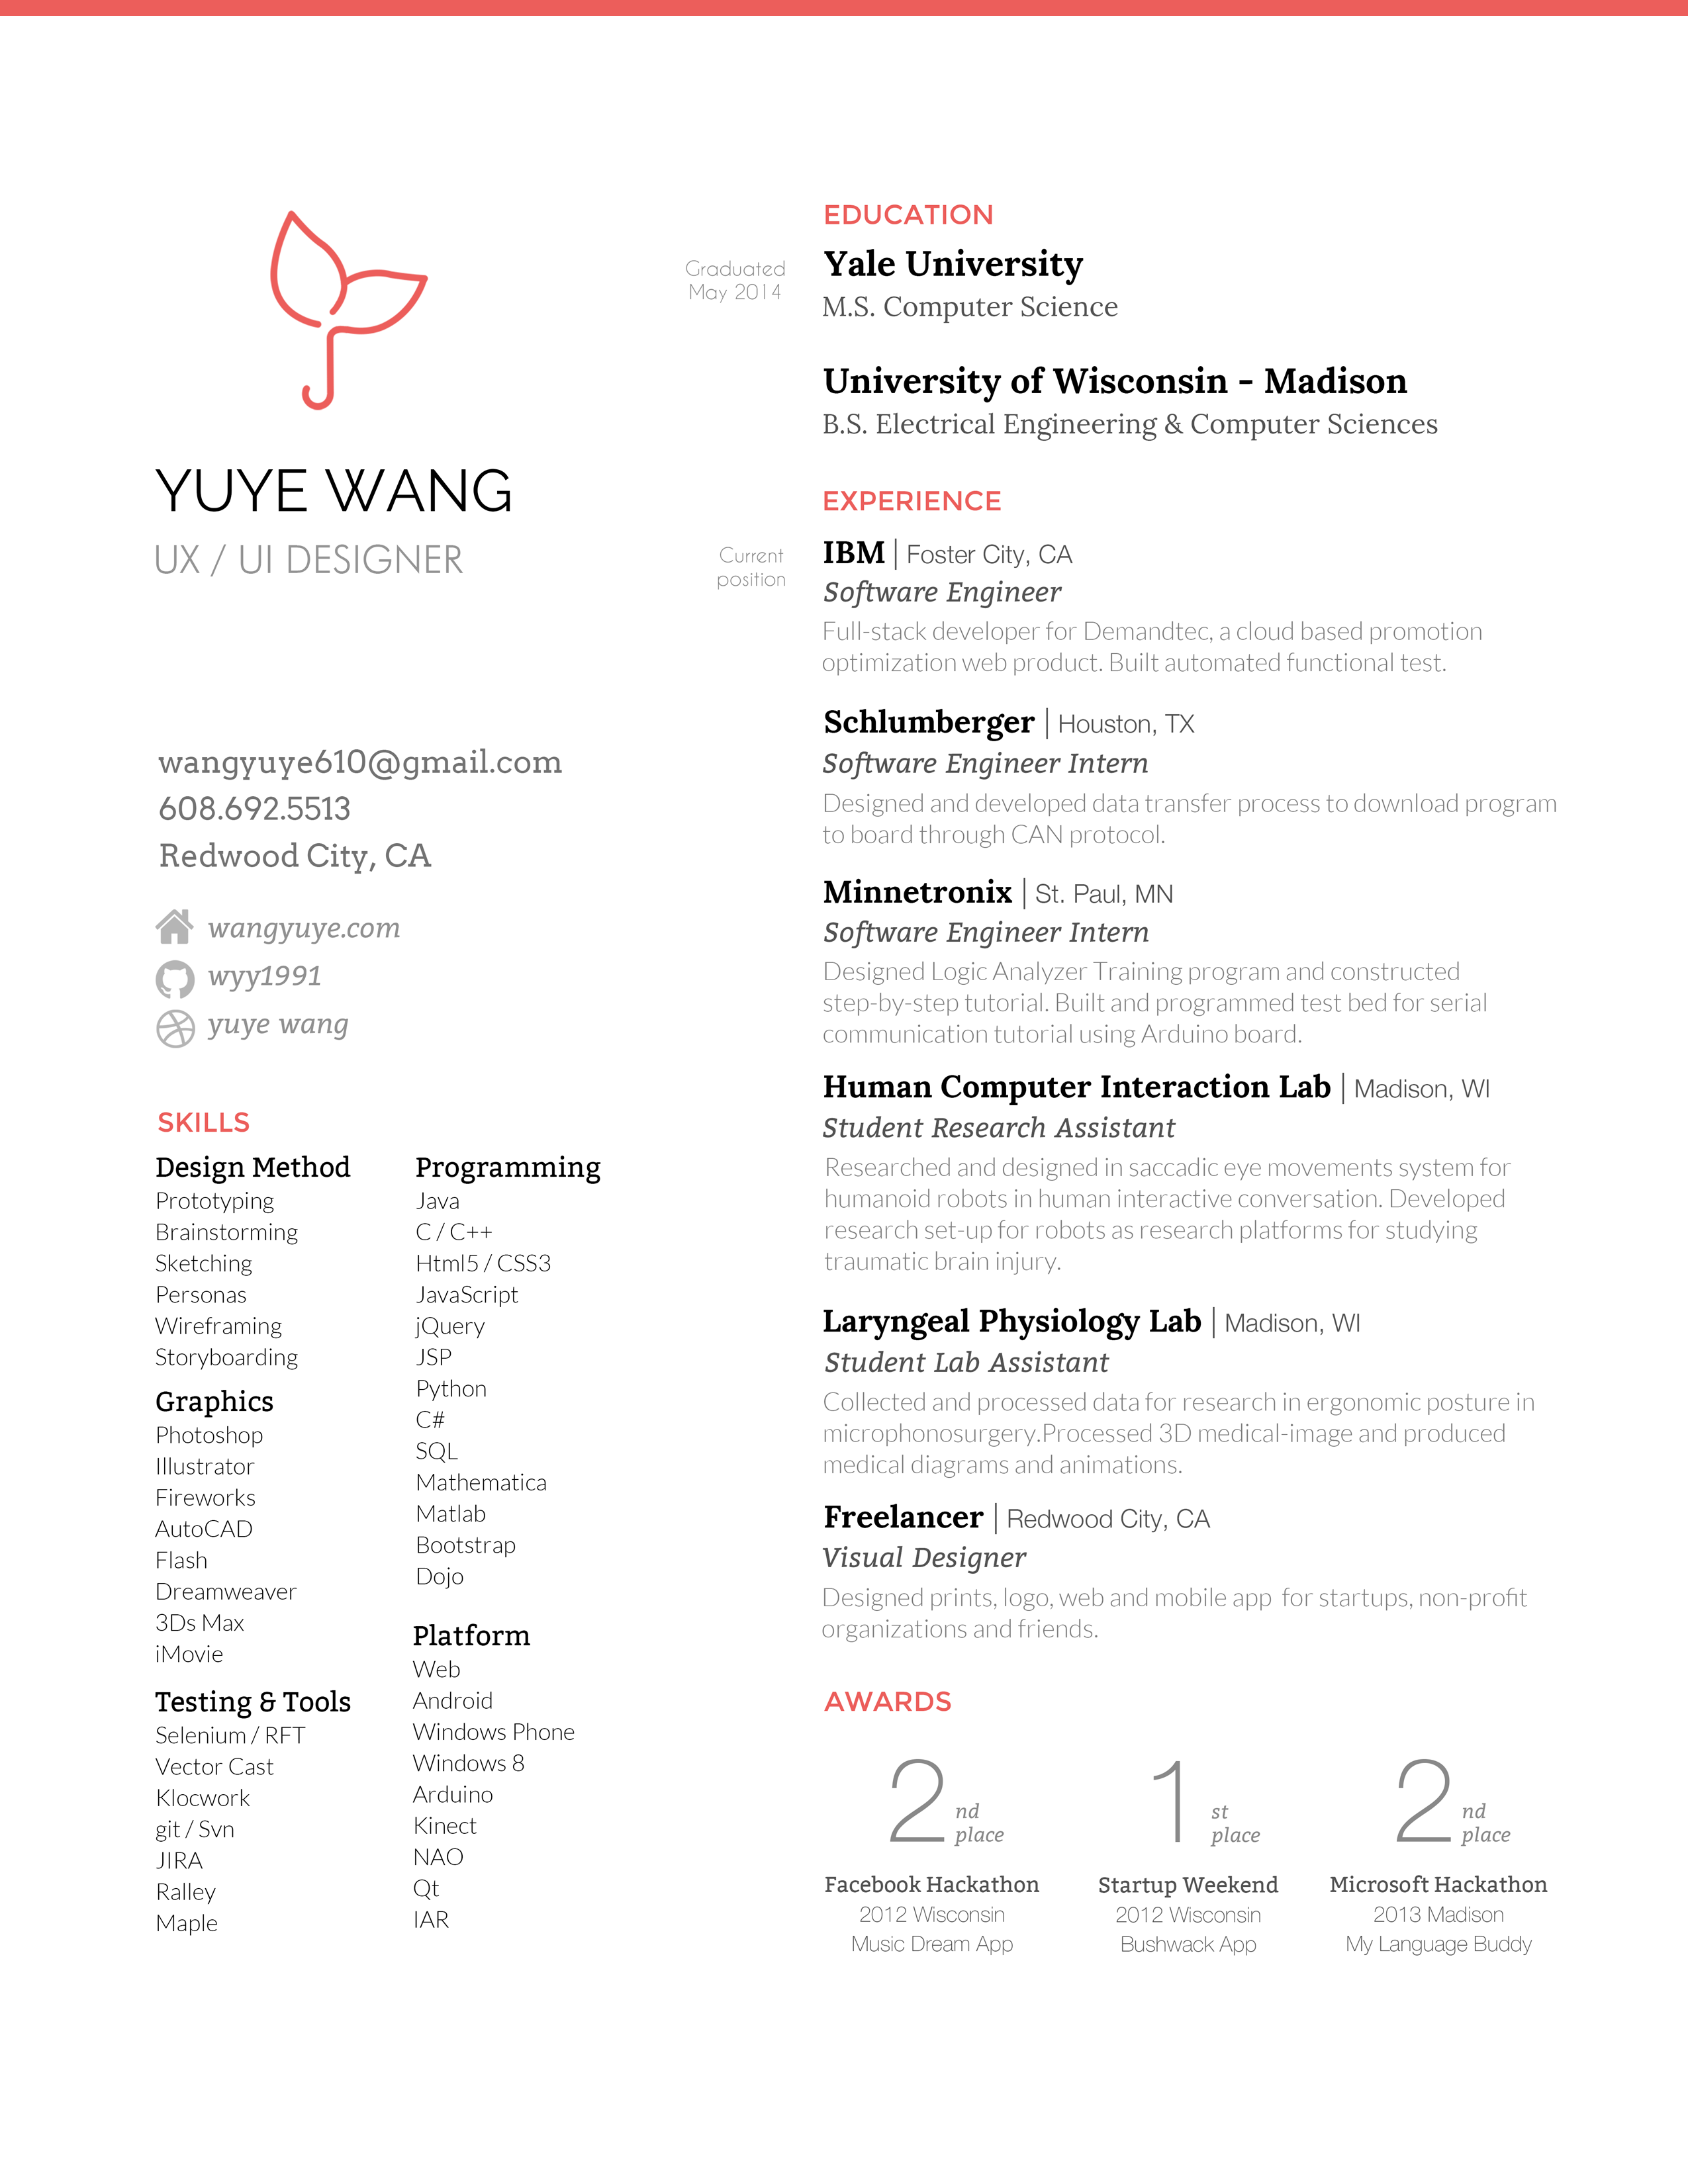 YUYE WANG
UX / UI DESIGNER
wangyuye610@gmail.com
608.692.5513
Redwood City, CA
wangyuye.com
wyy1991
yuye wang
SKILLS
Design Method
Prototyping
Brainstorming
Sketching
Personas
Wireframing
Storyboarding
Graphics
Photoshop
Illustrator
Fireworks
AutoCAD
Flash
Dreamweaver
3Ds Max
iMovie
Testing & Tools
Selenium / RFT
Vector Cast
Klocwork
git / Svn
JIRA
Ralley
Maple
Programming
Java
C / C++
Html5 / CSS3
JavaScript
jQuery
JSP
Python
C#
SQL
Mathematica
Matlab
Bootstrap
Dojo
Platform
Web
Android
Windows Phone
Windows 8
Arduino
Kinect
NAO
Qt
IAR
EDUCATION
Graduated
May 2014
Yale University
M.S. Computer Science
University of Wisconsin - Madison
B.S. Electrical Engineering & Computer Sciences
EXPERIENCE
Current
position
IBM | Foster City, CA
Software Engineer
Full-stack developer for Demandtec, a cloud based promotion
optimization web product. Built automated functional test.
Schlumberger | Houston, TX
Software Engineer Intern
Designed and developed data transfer process to download program
to board through CAN protocol.
Minnetronix | St. Paul, MN
Software Engineer Intern
Designed Logic Analyzer Training program and constructed
step-by-step tutorial. Built and programmed test bed for serial
communication tutorial using Arduino board.
Human Computer Interaction Lab | Madison, WI
Student Research Assistant
Researched and designed in saccadic eye movements system for
humanoid robots in human interactive conversation. Developed
research set-up for robots as research platforms for studying
traumatic brain injury.
Laryngeal Physiology Lab | Madison, WI
Student Lab Assistant
Collected and processed data for research in ergonomic posture in
microphonosurgery.Processed 3D medical-image and produced
medical diagrams and animations.
Freelancer | Redwood City, CA
Visual Designer
Designed prints, logo, web and mobile app for startups, non-profit
organizations and friends.
AWARDS
2 nd place
Facebook Hackathon
2012 Wisconsin
Music Dream App
1 st place
Startup Weekend
2012 Wisconsin
Bushwack App
2 nd place
Microsoft Hackathon
2013 Madison
My Language Buddy